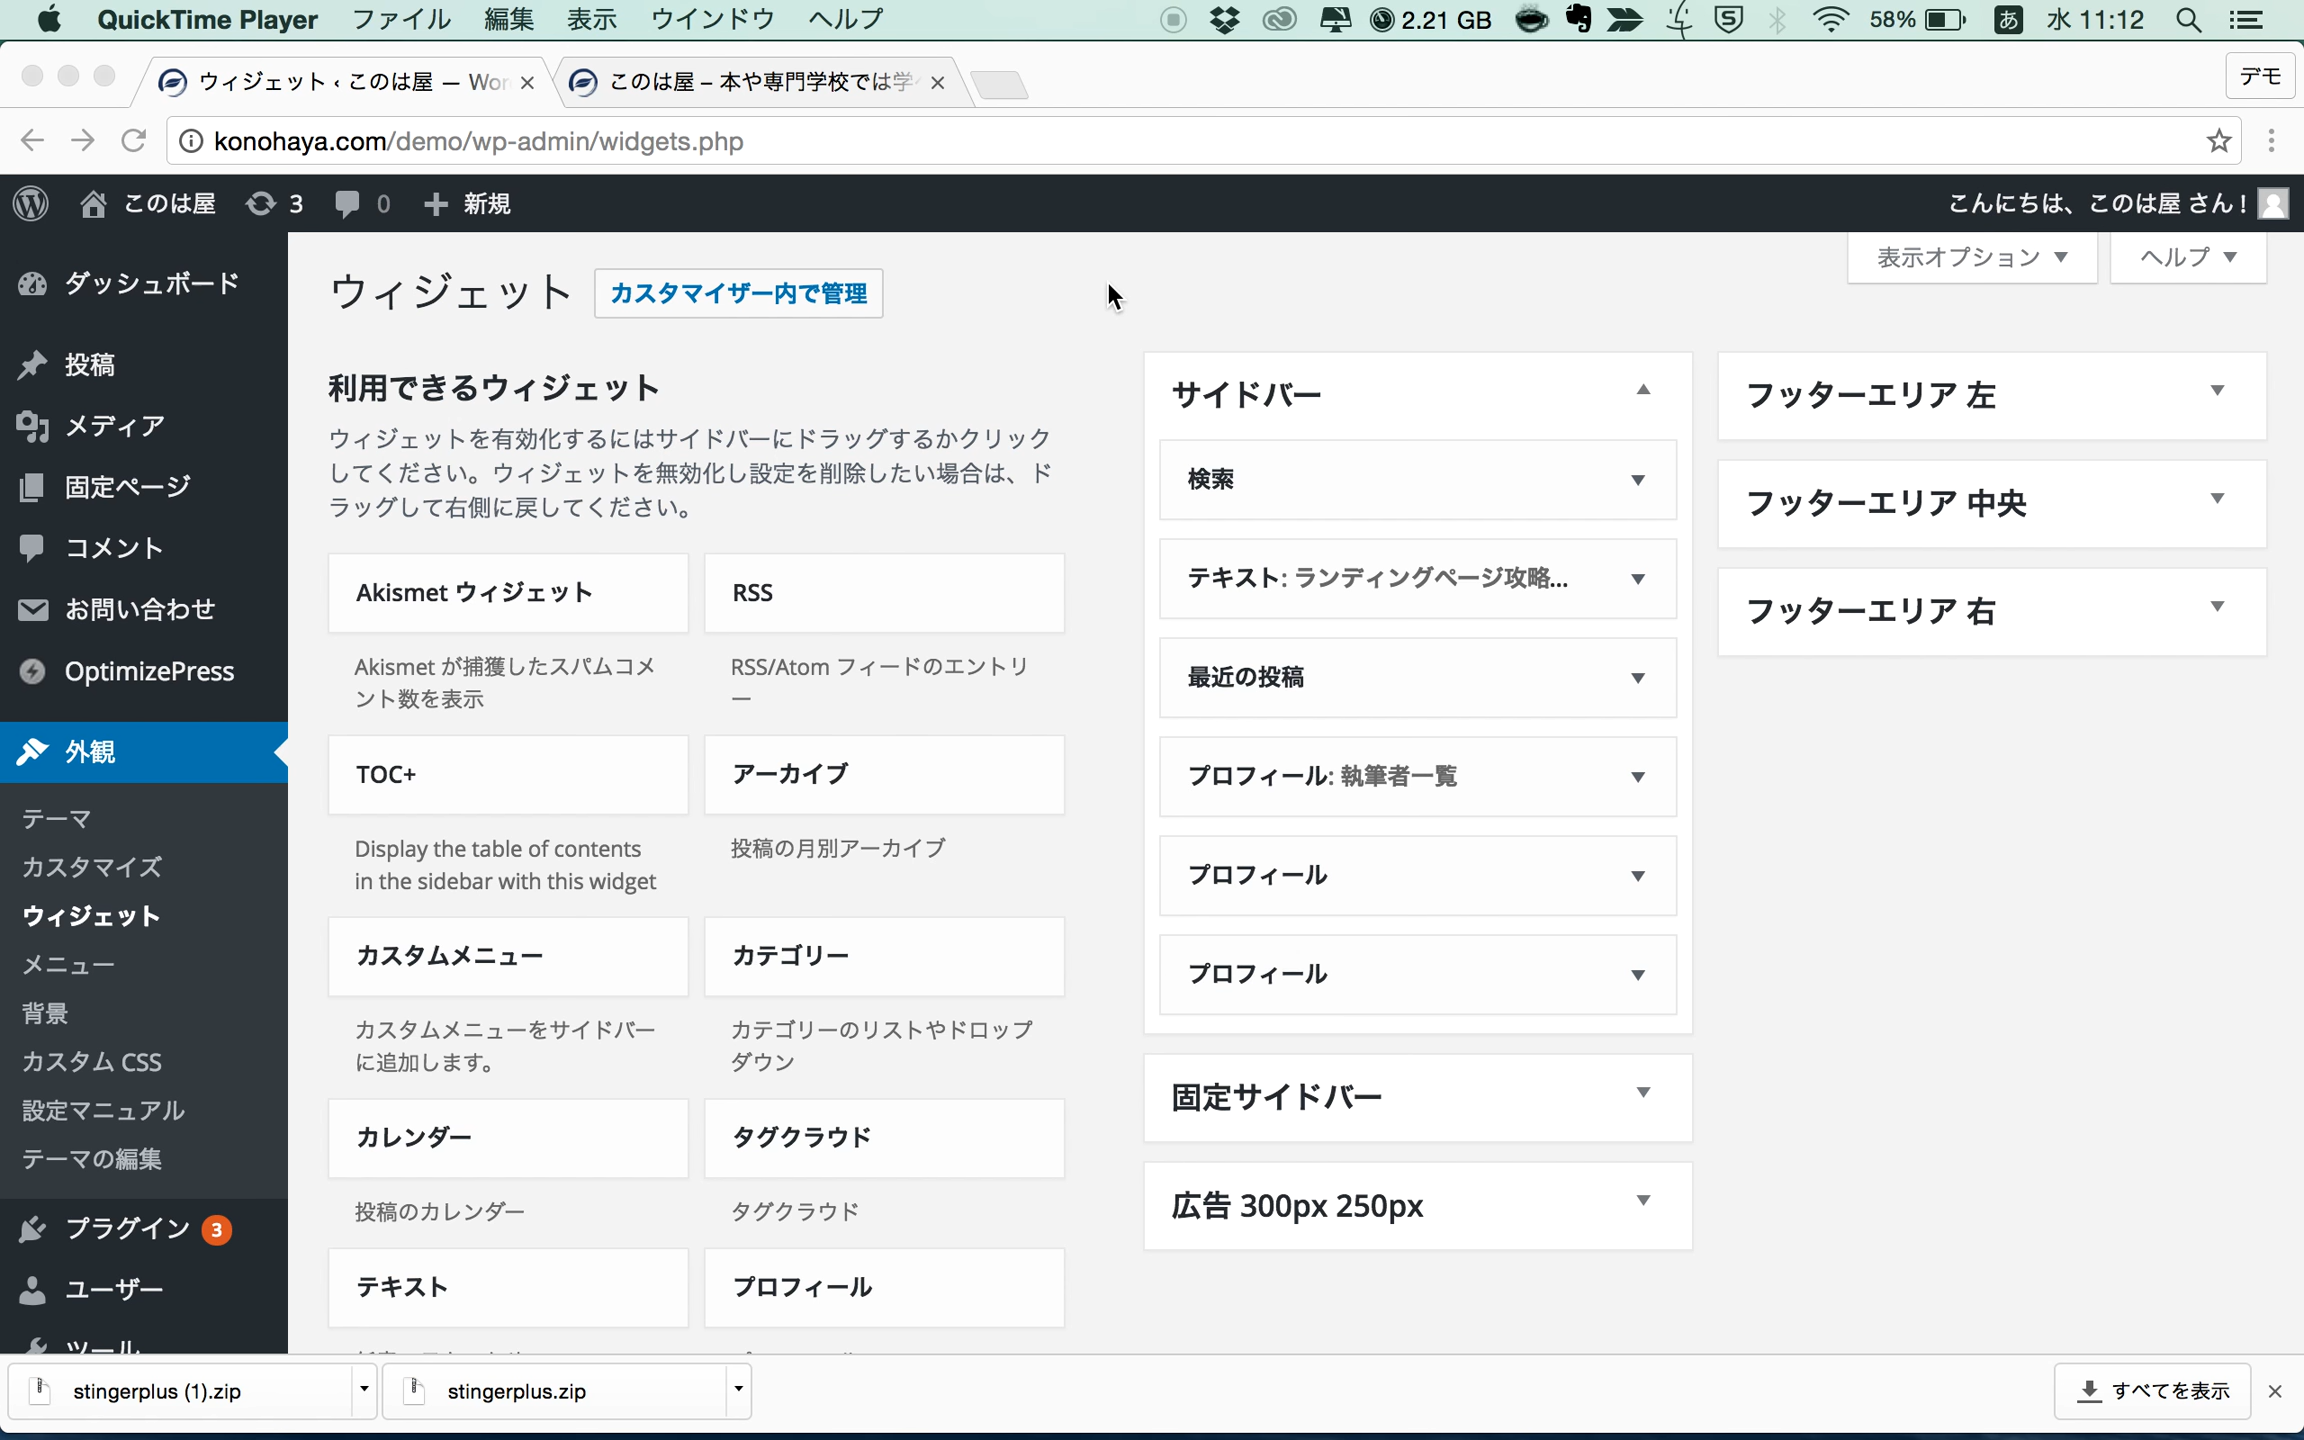 QuickTime Player ファイル 編集 表示 ウインドウ ヘルプ 2.21 GB 58% あ 水 11:12
ウィジェット ‹ このは屋 — Wor × このは屋 – 本や専門学校では学 × デモ
konohaya.com/demo/wp-admin/widgets.php
このは屋 3 0 + 新規 こんにちは、このは屋 さん !
表示オプション ▼ ヘルプ ▼
ウィジェット カスタマイザー内で管理
ダッシュボード
投稿
メディア
固定ページ
コメント
お問い合わせ
OptimizePress
外観
テーマ
カスタマイズ
ウィジェット
メニュー
背景
カスタム CSS
設定マニュアル
テーマの編集
プラグイン 3
ユーザー
ツール
利用できるウィジェット
ウィジェットを有効化するにはサイドバーにドラッグするかクリック
してください。ウィジェットを無効化し設定を削除したい場合は、ド
ラッグして右側に戻してください。
Akismet ウィジェット
Akismet が捕獲したスパムコメ
ント数を表示
RSS
RSS/Atom フィードのエントリ
ー
TOC+
Display the table of contents
in the sidebar with this widget
アーカイブ
投稿の月別アーカイブ
カスタムメニュー
カスタムメニューをサイドバー
に追加します。
カテゴリー
カテゴリーのリストやドロップ
ダウン
カレンダー
投稿のカレンダー
タグクラウド
タグクラウド
テキスト
プロフィール
サイドバー
検索
テキスト: ランディングページ攻略...
最近の投稿
プロフィール: 執筆者一覧
プロフィール
プロフィール
固定サイドバー
広告 300px 250px
フッターエリア 左
フッターエリア 中央
フッターエリア 右
stingerplus (1).zip stingerplus.zip すべてを表示 ×